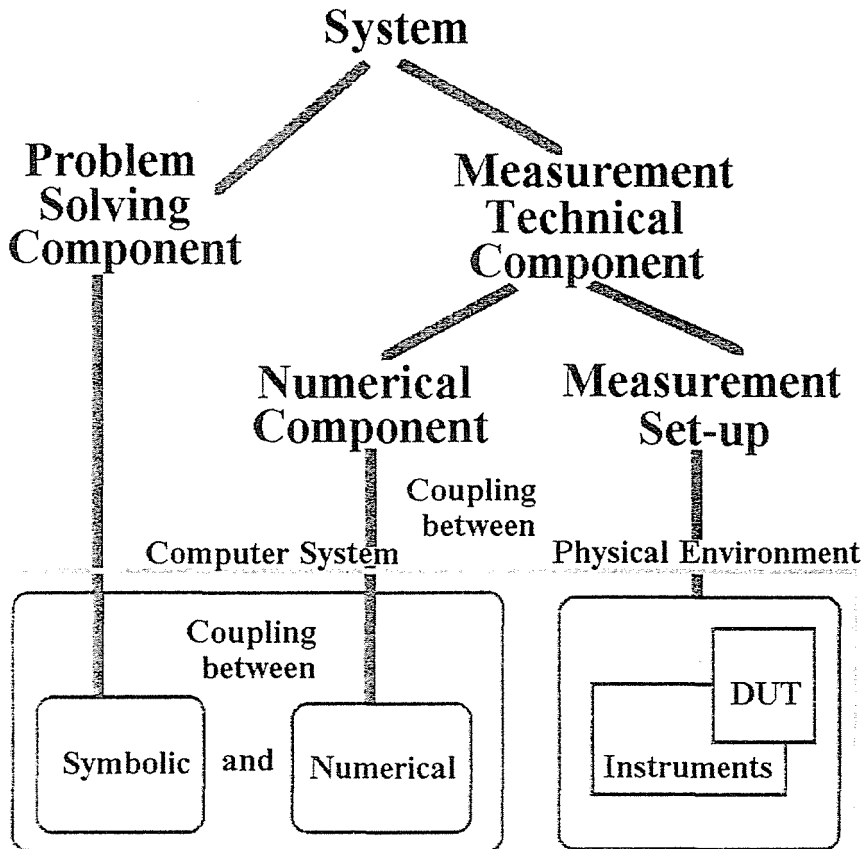 System
Problem
Solving
Component
Measurement
Technical
Component
Numerical
Component
Measurement
Set-up
Coupling
between
Computer System
Physical Environment
Coupling
between
Symbolic
and
Numerical
DUT
Instruments